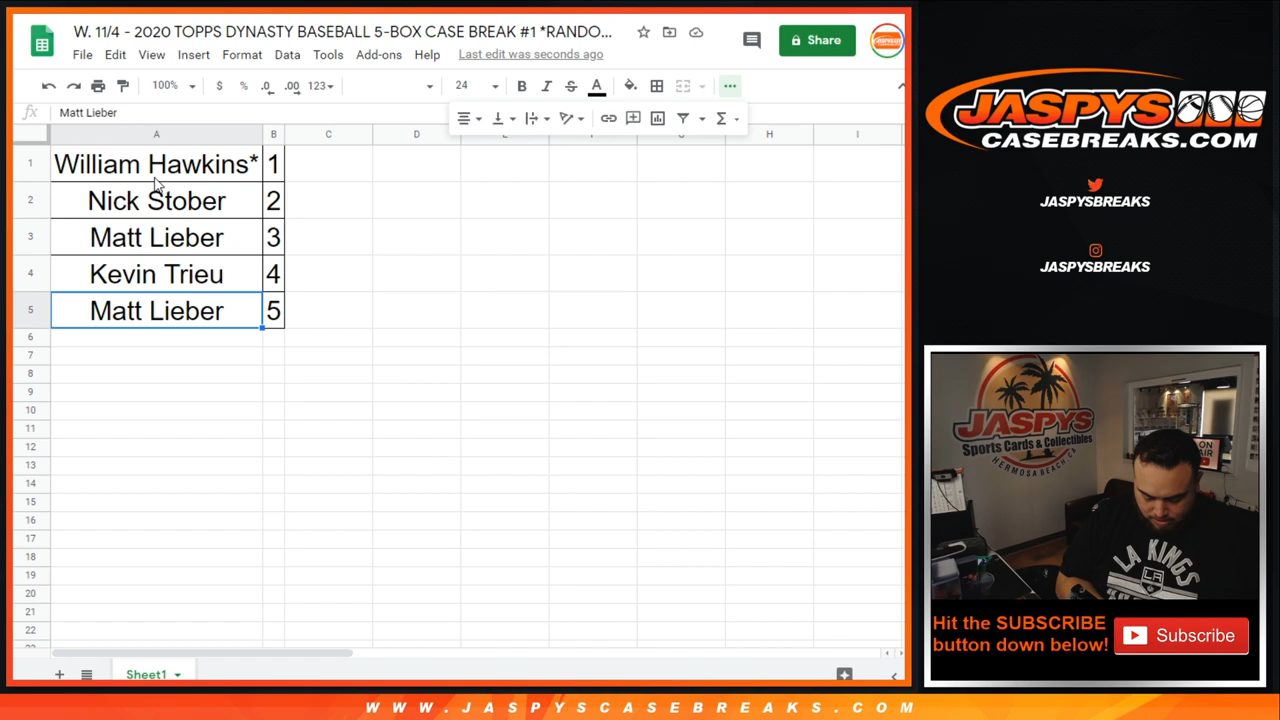 W. 11/4 - 2020 TOPPS DYNASTY BASEBALL 5-BOX CASE BREAK #1 *RANDO...
File Edit View Insert Format Data Tools Add-ons Help Last edit was seconds ago
Share
100% $ % .0 .00 123 24 B I S A
fx Matt Lieber
A B C D H I
1 William Hawkins* 1
2 Nick Stober 2
3 Matt Lieber 3
4 Kevin Trieu 4
5 Matt Lieber 5
6
7
8
9
10
11
12
13
14
15
16
17
18
19
20
21
22
Sheet1
JASPYS
CASEBREAKS.COM
JASPYSBREAKS
JASPYSBREAKS
JASPYS
Sports Cards & Collectibles
HERMOSA BEACH, CA
ON
AIR
LA KINGS
LA
Hit the SUBSCRIBE
button down below!
Subscribe
WWW.JASPYSCASEBREAKS.COM